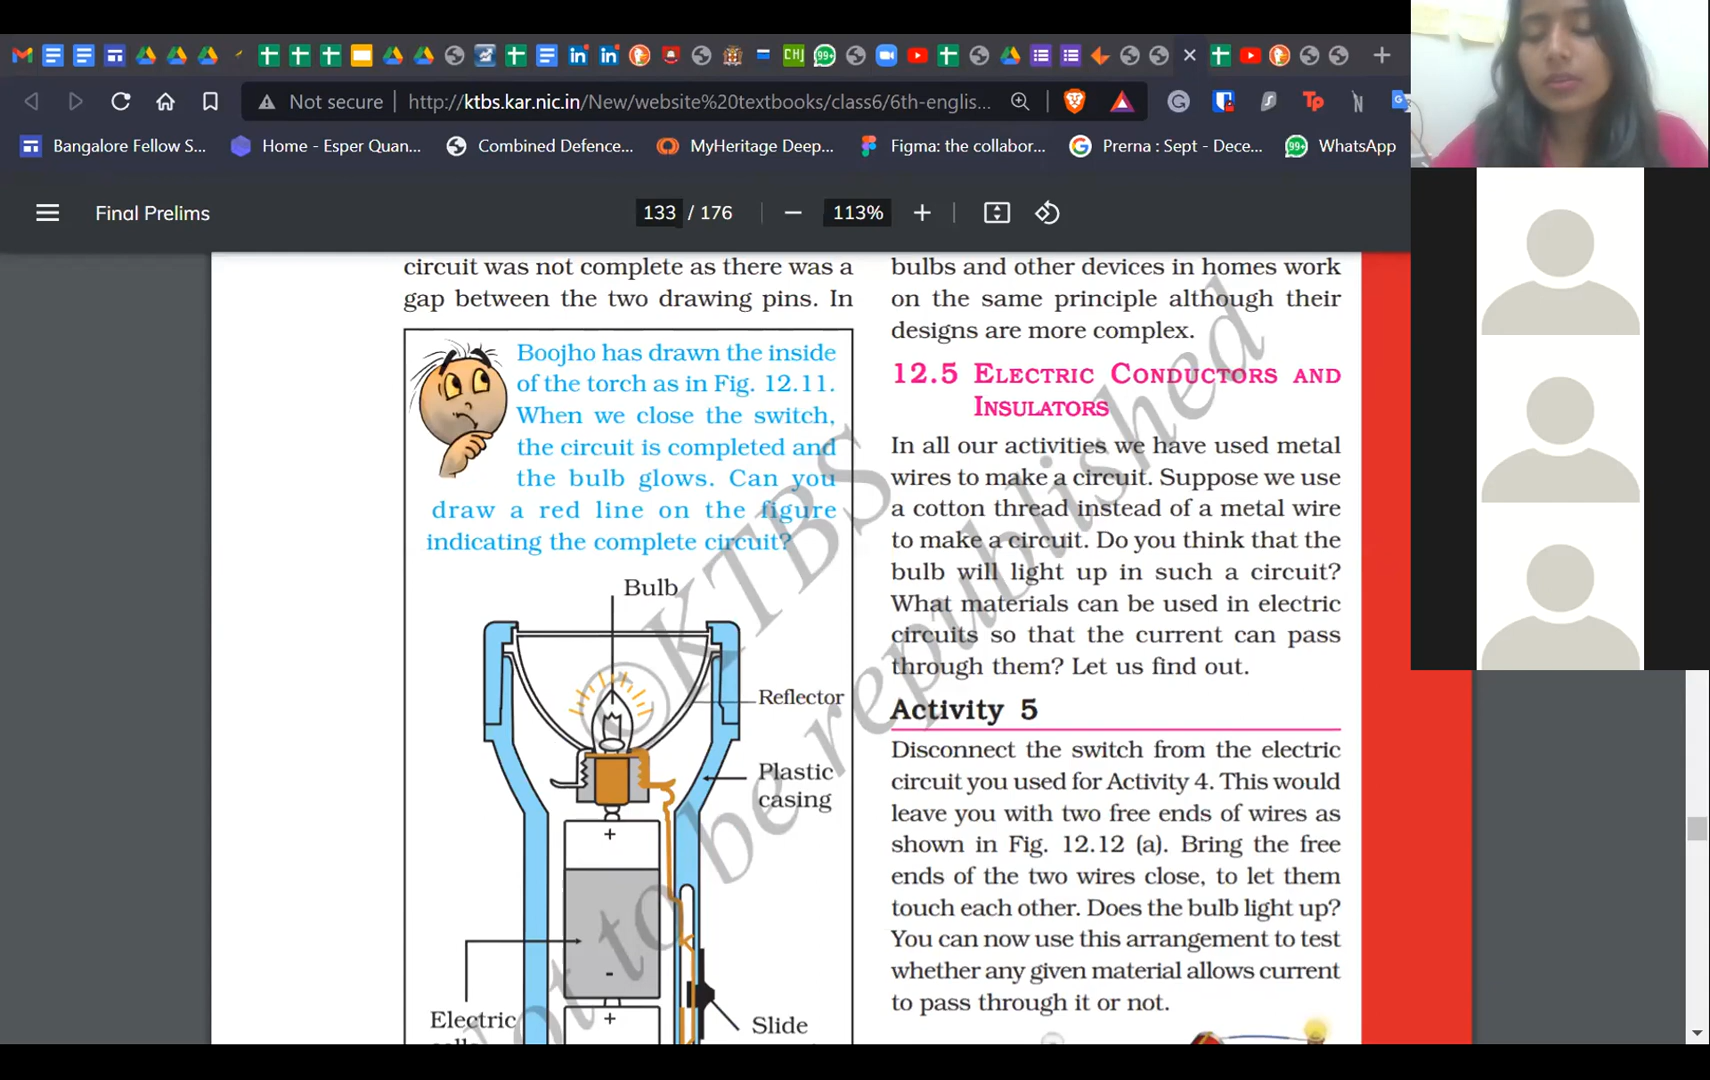 Not secure
http://ktbs.kar.nic.in/New/website%20textbooks/class6/6th-englis...
Bangalore Fellow S...
Home - Esper Quan...
Combined Defence...
MyHeritage Deep...
Figma: the collabor...
Prerna : Sept - Dece...
99+
WhatsApp
Final Prelims
133 / 176
113%
circuit was not complete as there was a
gap between the two drawing pins. In
Boojho has drawn the inside
of the torch as in Fig. 12.11.
When we close the switch,
the circuit is completed and
the bulb glows. Can you
draw a red line on the figure
indicating the complete circuit?
Bulb
Reflector
Plastic
casing
+
-
+
Electric
Slide
bulbs and other devices in homes work
on the same principle although their
designs are more complex.
12.5 ELECTRIC CONDUCTORS AND
INSULATORS
In all our activities we have used metal
wires to make a circuit. Suppose we use
a cotton thread instead of a metal wire
to make a circuit. Do you think that the
bulb will light up in such a circuit?
What materials can be used in electric
circuits so that the current can pass
through them? Let us find out.
Activity 5
Disconnect the switch from the electric
circuit you used for Activity 4. This would
leave you with two free ends of wires as
shown in Fig. 12.12 (a). Bring the free
ends of the two wires close, to let them
touch each other. Does the bulb light up?
You can now use this arrangement to test
whether any given material allows current
to pass through it or not.
©KTBS
not to be republished